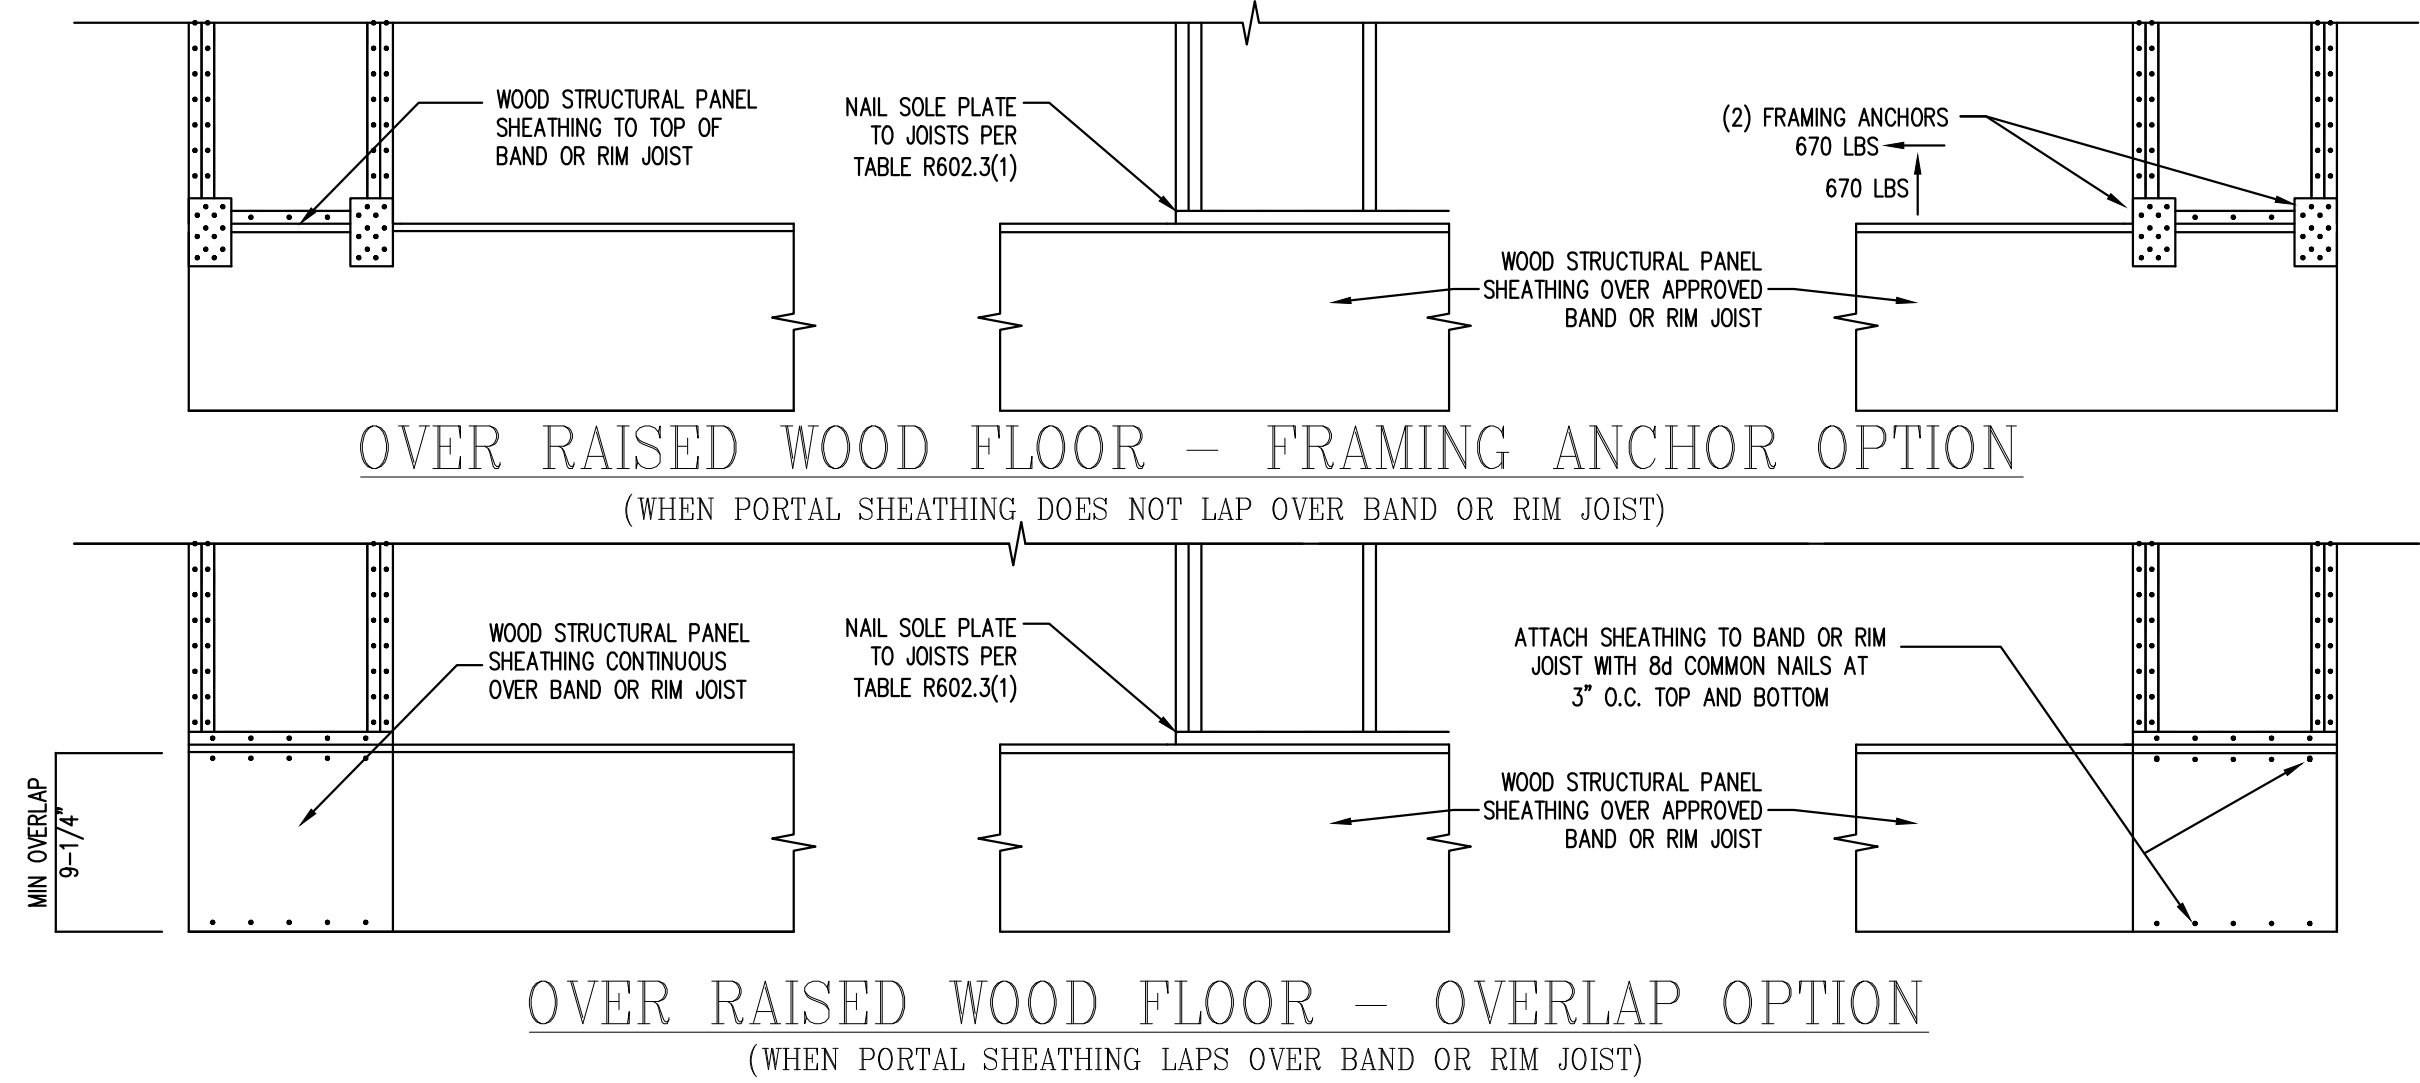 WOOD STRUCTURAL PANEL
SHEATHING TO TOP OF
BAND OR RIM JOIST
NAIL SOLE PLATE
TO JOISTS PER
TABLE R602.3(1)
(2) FRAMING ANCHORS
670 LBS
670 LBS
WOOD STRUCTURAL PANEL
SHEATHING OVER APPROVED
BAND OR RIM JOIST
OVER RAISED WOOD FLOOR – FRAMING ANCHOR OPTION
(WHEN PORTAL SHEATHING DOES NOT LAP OVER BAND OR RIM JOIST)
WOOD STRUCTURAL PANEL
SHEATHING CONTINUOUS
OVER BAND OR RIM JOIST
NAIL SOLE PLATE
TO JOISTS PER
TABLE R602.3(1)
ATTACH SHEATHING TO BAND OR RIM
JOIST WITH 8d COMMON NAILS AT
3" O.C. TOP AND BOTTOM
MIN OVERLAP
9-1/4"
WOOD STRUCTURAL PANEL
SHEATHING OVER APPROVED
BAND OR RIM JOIST
OVER RAISED WOOD FLOOR – OVERLAP OPTION
(WHEN PORTAL SHEATHING LAPS OVER BAND OR RIM JOIST)